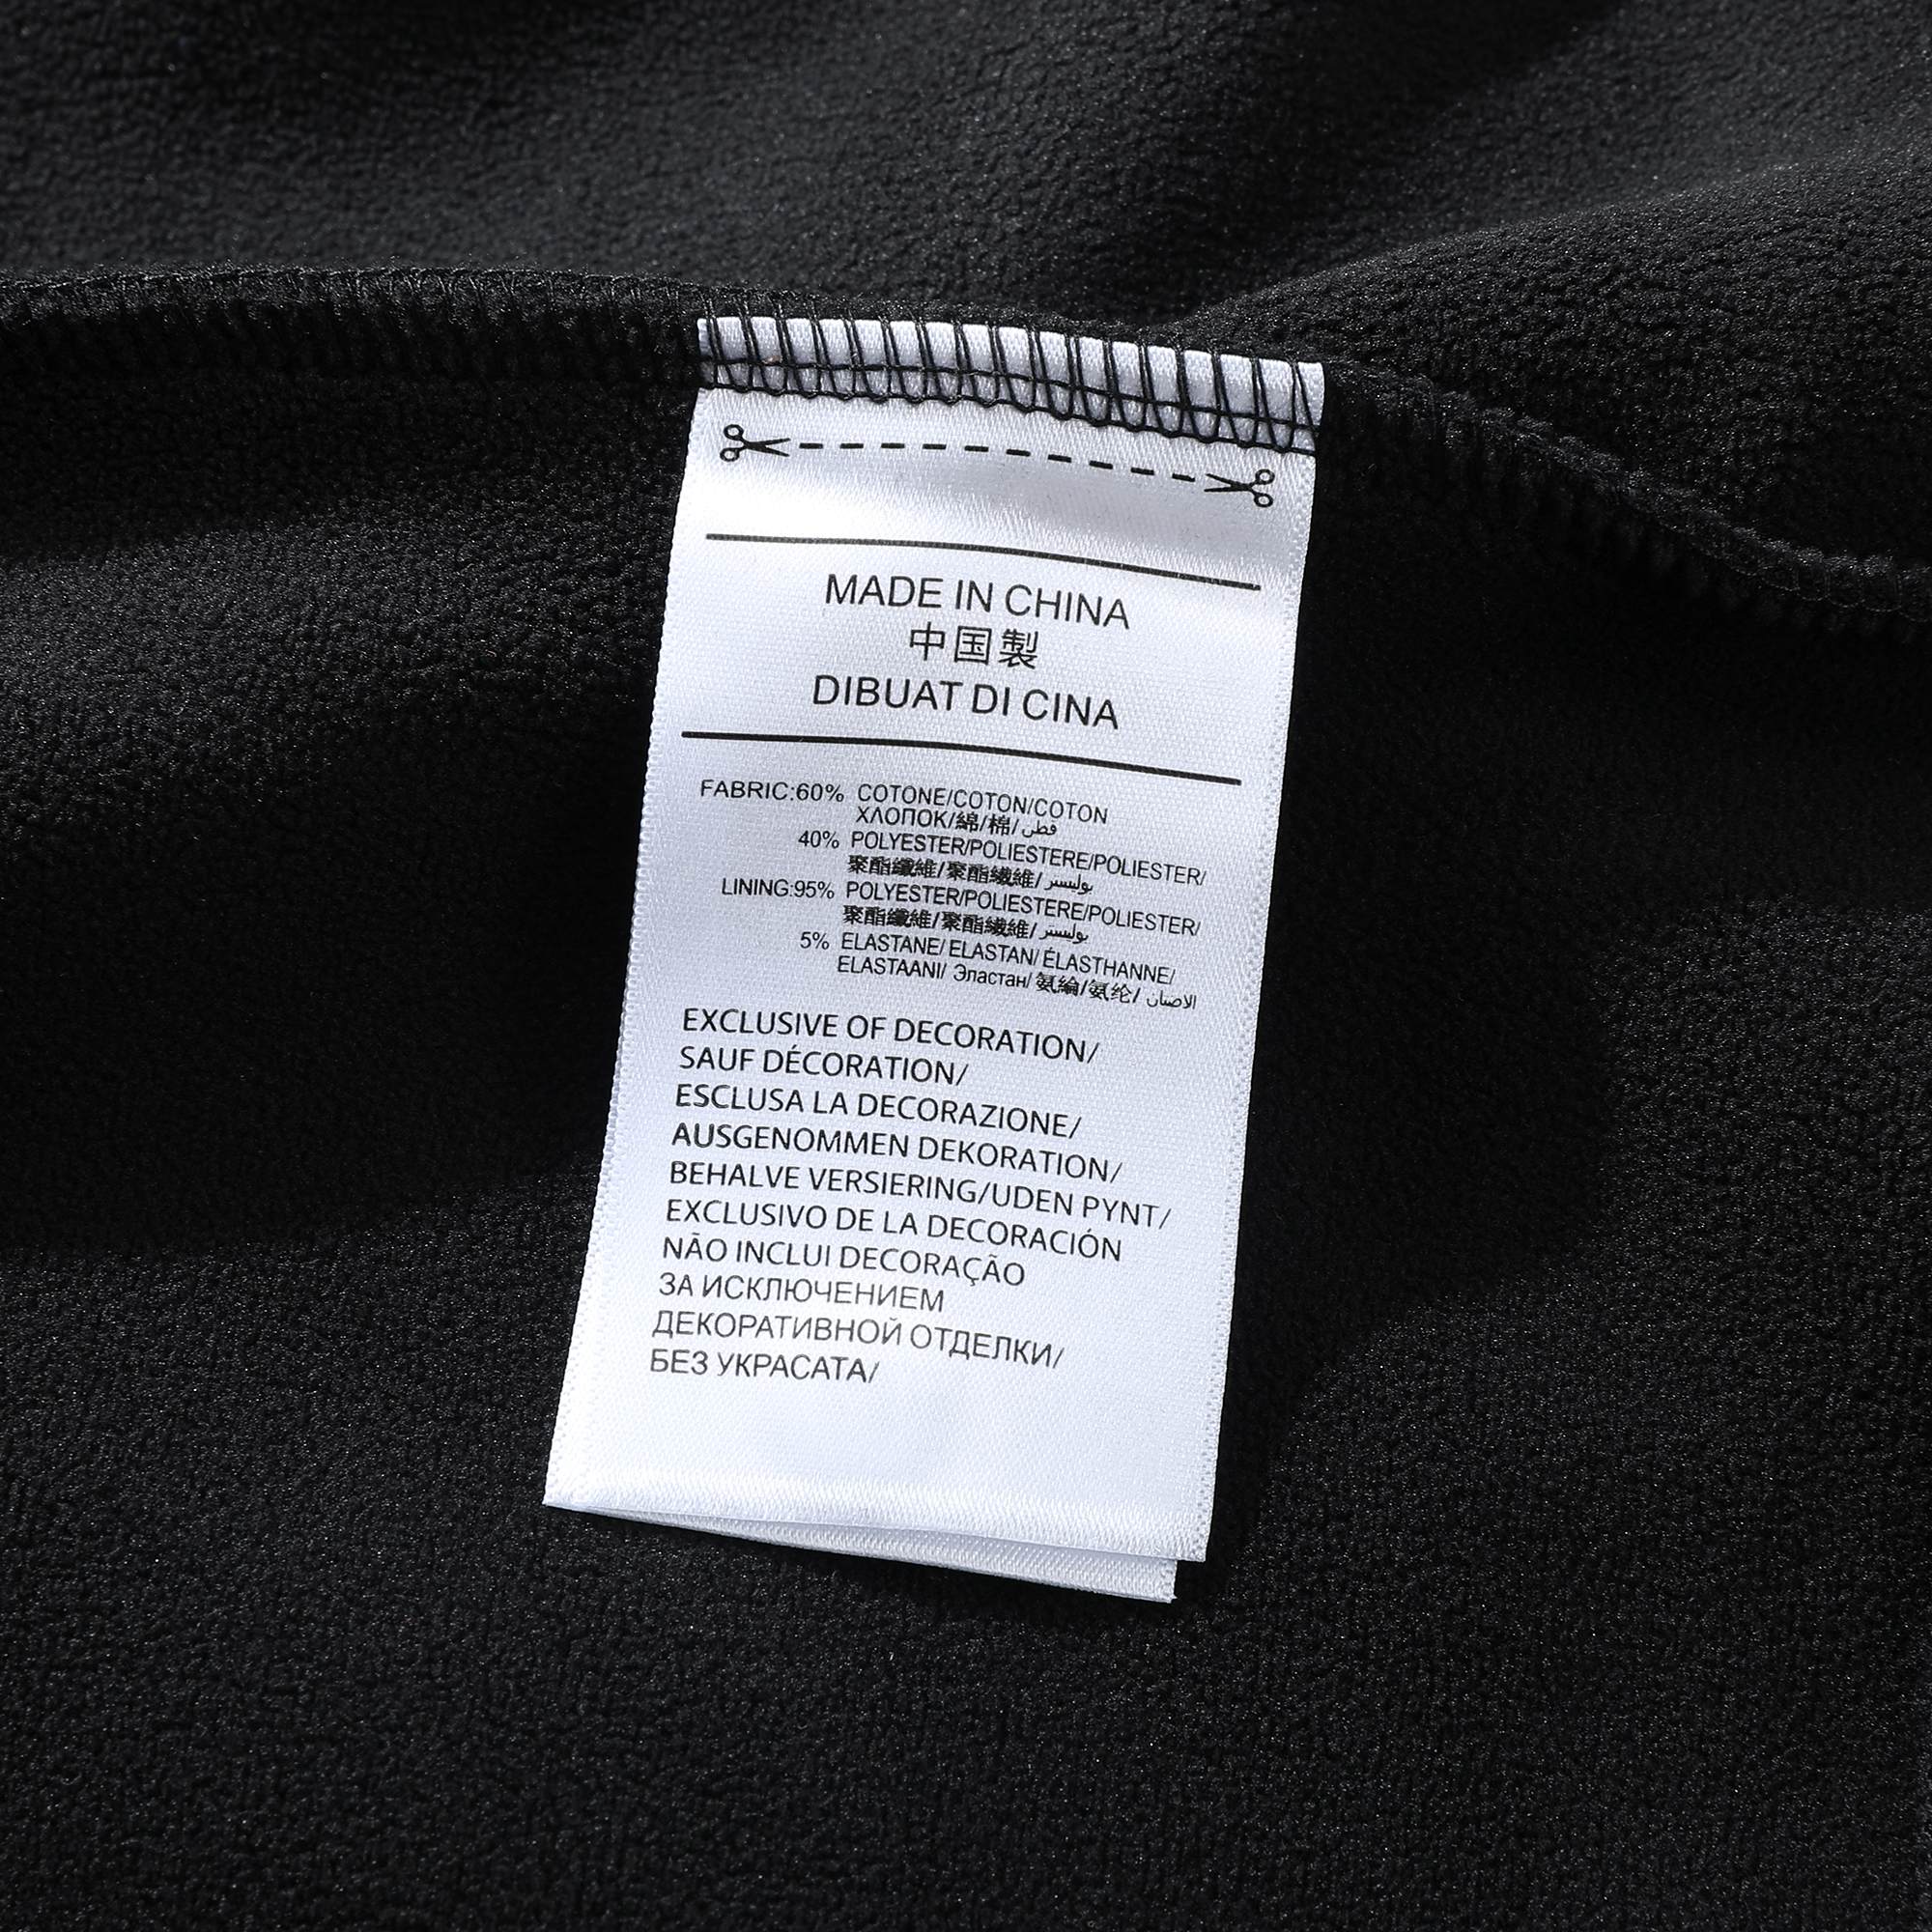 MADE IN CHINA
中国製
DIBUAT DI CINA
FABRIC:60% COTONE/COTON/COTON
ХЛОПОК/綿/棉/قطن
40% POLYESTER/POLIESTERE/POLIESTER/
聚酯纖維/聚酯纖維/بوليستر
LINING:95% POLYESTER/POLIESTERE/POLIESTER/
聚酯纖維/聚酯纖維/بوليستر
5% ELASTANE/ ELASTAN/ ÉLASTHANNE/
ELASTAANI/ Эластан/ 氨綸/氨纶/
EXCLUSIVE OF DECORATION/
SAUF DÉCORATION/
ESCLUSA LA DECORAZIONE/
AUSGENOMMEN DEKORATION/
BEHALVE VERSIERING/UDEN PYNT/
EXCLUSIVO DE LA DECORACIÓN
NÃO INCLUI DECORAÇÃO
ЗА ИСКЛЮЧЕНИЕМ
ДЕКОРАТИВНОЙ ОТДЕЛКИ/
БЕЗ УКРАСАТА/